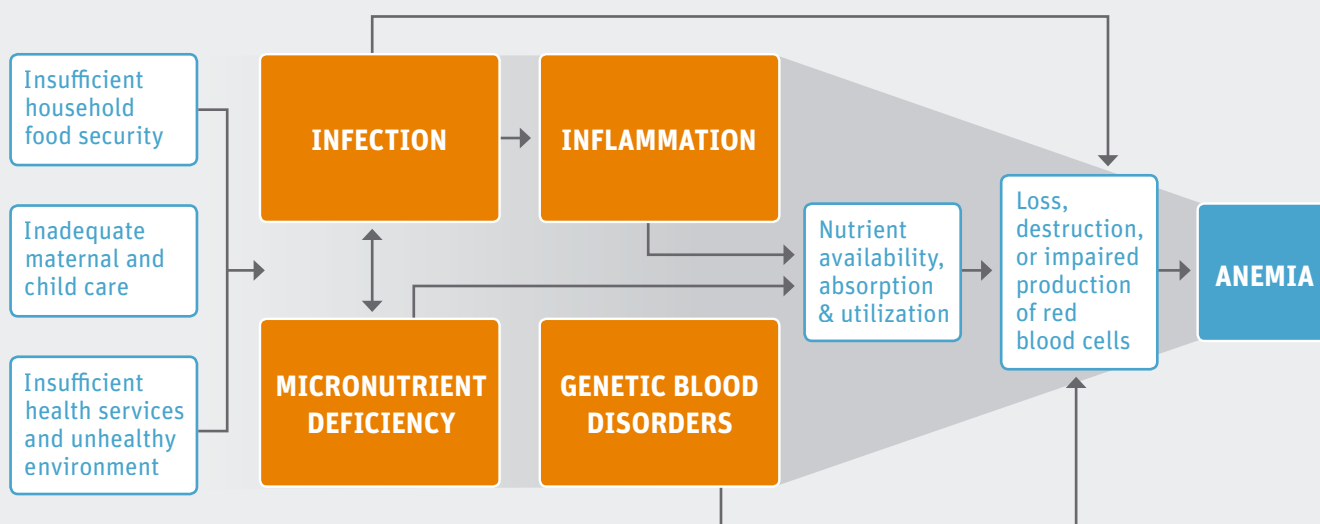 Insufficient
household
food security
Inadequate
maternal and
child care
Insufficient
health services
and unhealthy
environment
INFECTION
INFLAMMATION
MICRONUTRIENT
DEFICIENCY
GENETIC BLOOD
DISORDERS
Nutrient
availability,
absorption
& utilization
Loss,
destruction,
or impaired
production
of red
blood cells
ANEMIA